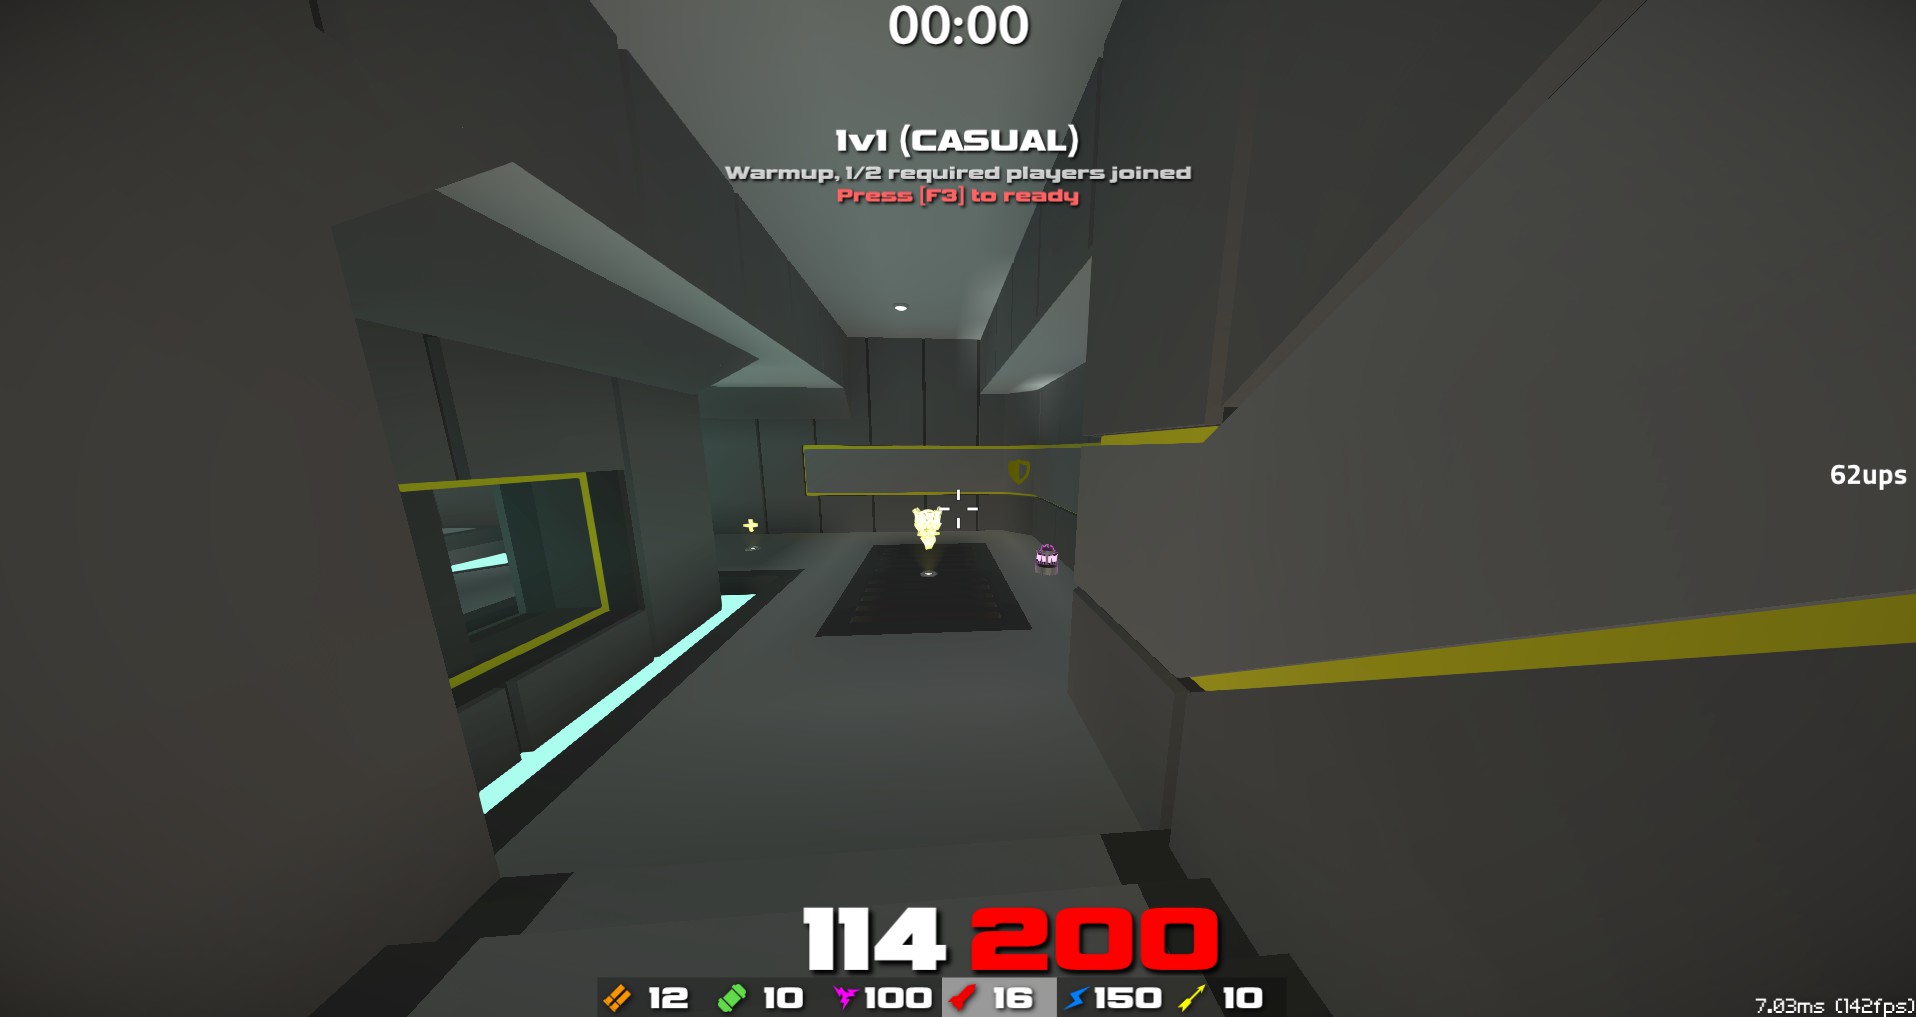 00:00
1v1 (CASUAL)
Warmup, 1/2 required players joined
Press [F3] to ready
62ups
114 200
12 10 100 16 150 10
7.03ms (142fps)